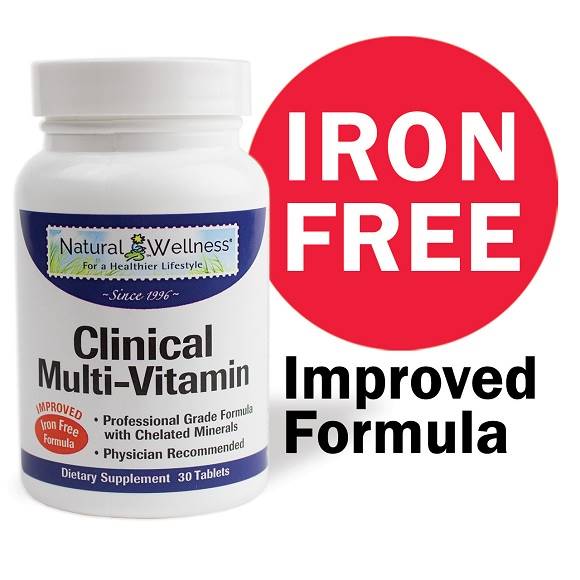 Natural Wellness®
For a Healthier Lifestyle
~Since 1996~
Clinical
Multi-Vitamin
IMPROVED
Iron Free
Formula
• Professional Grade Formula
with Chelated Minerals
• Physician Recommended
Dietary Supplement 30 Tablets
IRON
FREE
Improved
Formula